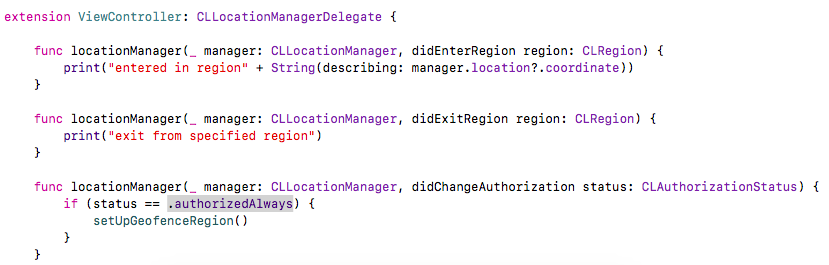 extension ViewController: CLLocationManagerDelegate {
func locationManager(_ manager: CLLocationManager, didEnterRegion region: CLRegion) {
print("entered in region" + String(describing: manager.location?.coordinate))
}
func locationManager(_ manager: CLLocationManager, didExitRegion region: CLRegion) {
print("exit from specified region")
}
func locationManager(_ manager: CLLocationManager, didChangeAuthorization status: CLAuthorizationStatus) {
if (status == .authorizedAlways) {
setUpGeofenceRegion()
}
}